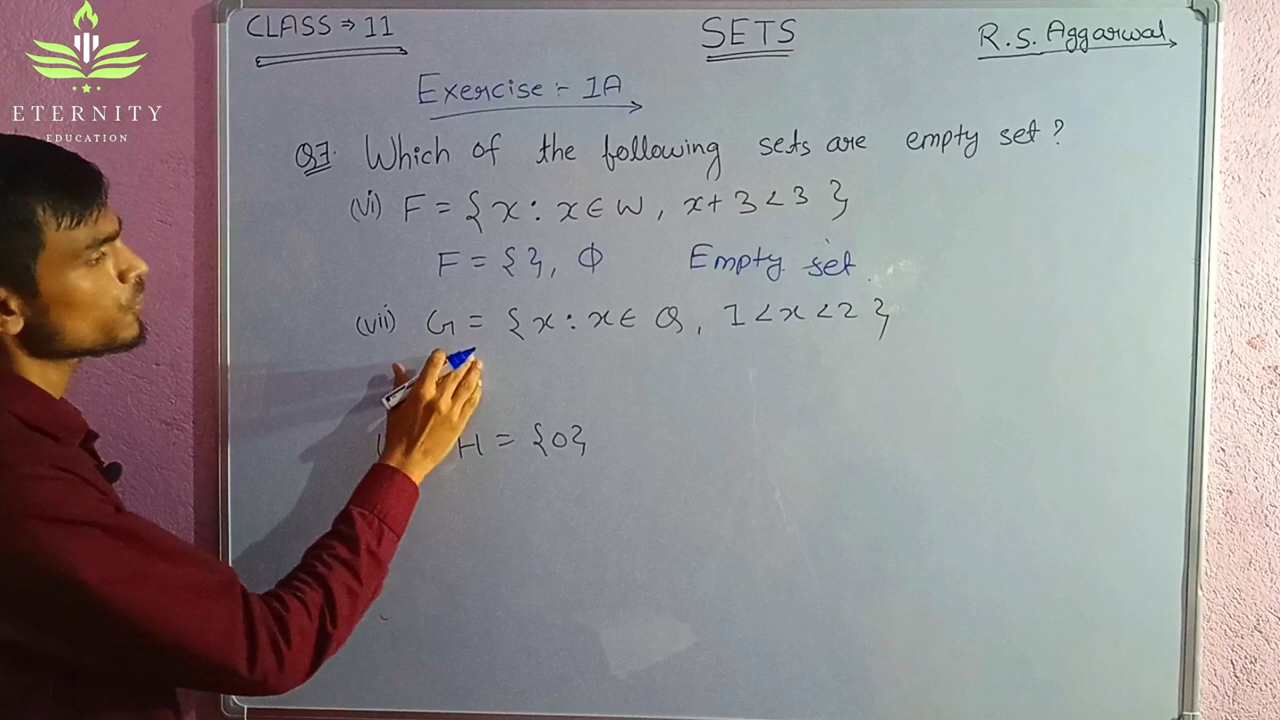 CLASS ⇒ 11
SETS
R.S. Aggarwal
ETERNITY
EDUCATION
Exercise :- 1A
Q7. Which of the following sets are empty set ?
(vi) F = {x : x ∈ W, x + 3 < 3 }
F = { }, Φ Empty set.
(vii) G = {x : x ∈ Q, 1 < x < 2 }
H = {0}